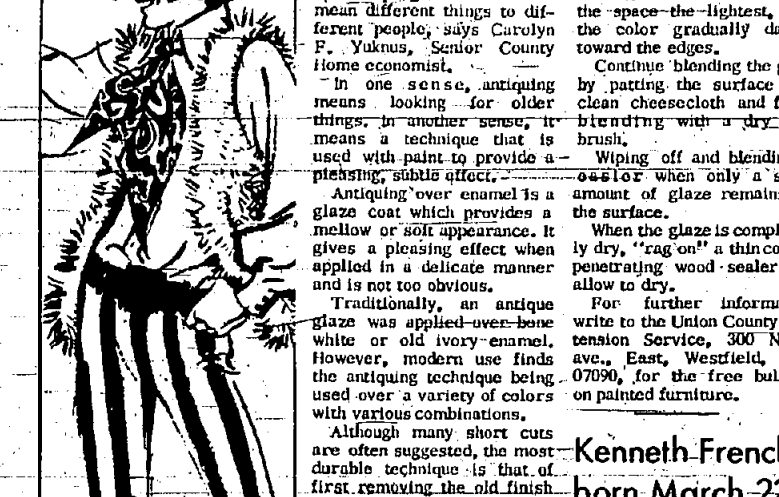 mean different things to dif-
ferent people, says Carolyn
F. Yuknus, Senior County
Home economist.
In one sense, antiquing
means looking for older
things. In another sense, it
means a technique that is
used with paint to provide a
pleasing, subtle effect.
Antiquing over enamel is a
glaze coat which provides a
mellow or soft appearance. It
gives a pleasing effect when
applied in a delicate manner
and is not too obvious.
Traditionally, an antique
glaze was applied over bone
white or old ivory enamel.
However, modern use finds
the antiquing technique being
used over a variety of colors
with various combinations.
Although many short cuts
are often suggested, the most
durable technique is that of
first removing the old finish
the space the lightest,
the color gradually
toward the edges.
Continue blending the
by patting the surface
clean cheesecloth and
blending with a dry
brush.
Wiping off and
easier when only a
amount of glaze
the surface.
When the glaze is
ly dry, "rag on" a thin
penetrating wood sealer
allow to dry.
For further
write to the Union County
tension Service, 300 N
ave., East, Westfield,
07090, for the free
on painted furniture.
Kenneth
born March